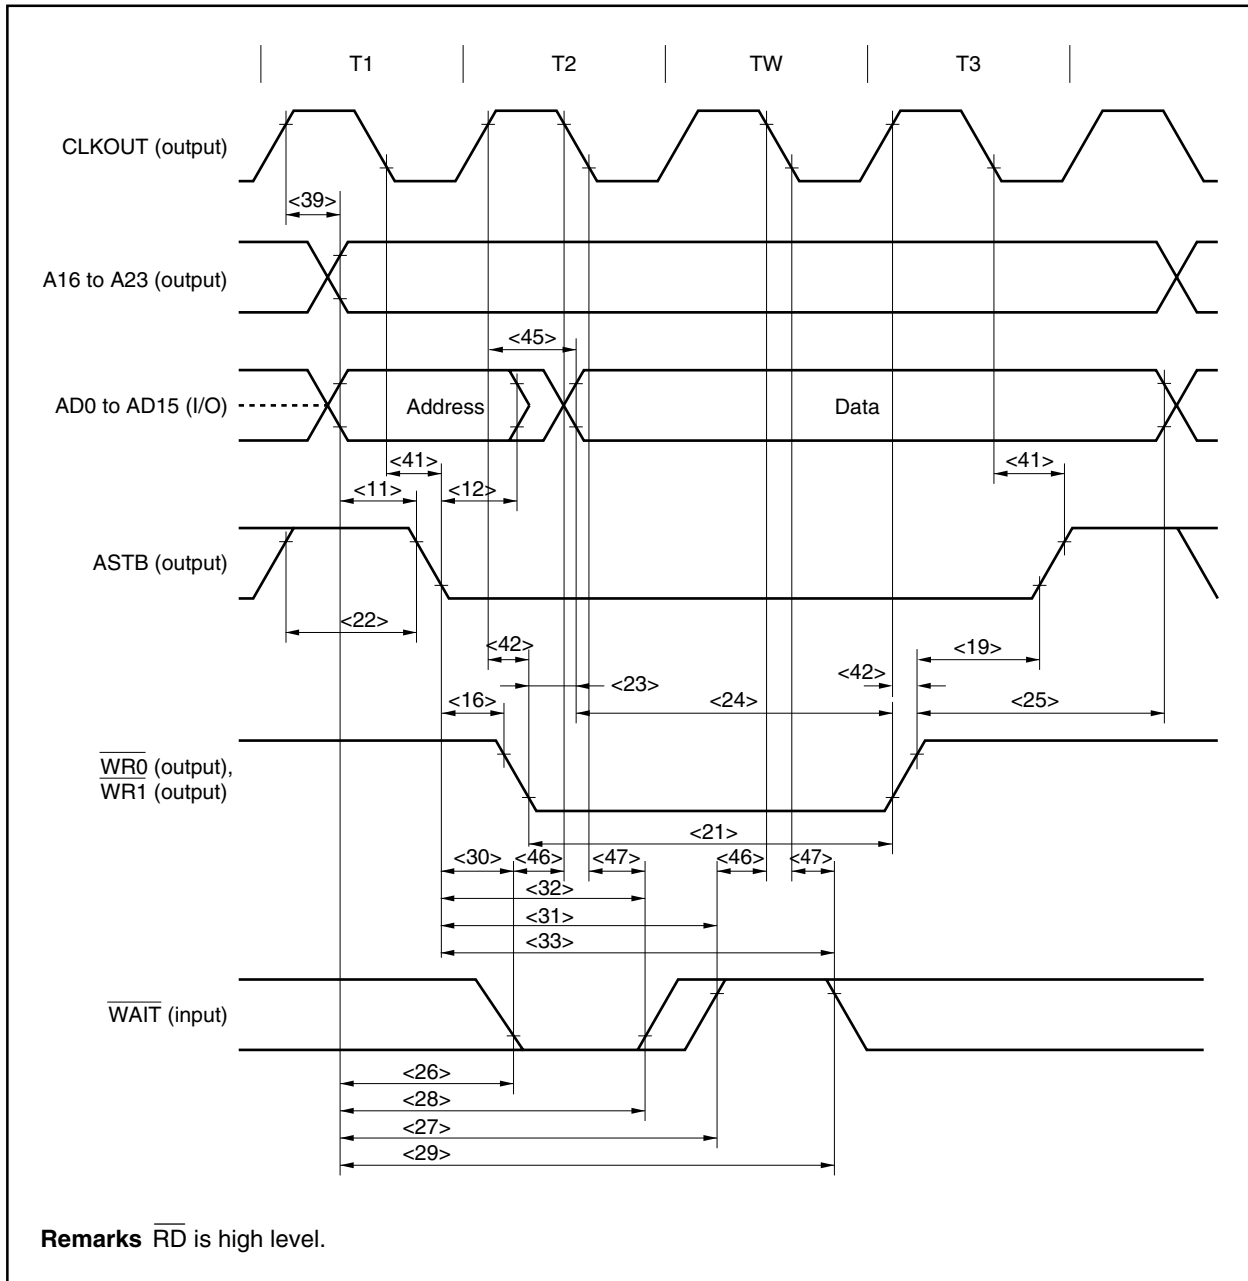 T1 T2 TW T3
CLKOUT (output)
<39>
A16 to A23 (output)
<45>
AD0 to AD15 (I/O) Address Data
<41> <41>
<11> <12>
ASTB (output)
<22>
<42> <19>
<23> <42>
<16> <24> <25>
WR0 (output),
WR1 (output)
<21>
<30> <46> <47> <46> <47>
<32>
<31>
<33>
WAIT (input)
<26>
<28>
<27>
<29>
Remarks RD is high level.